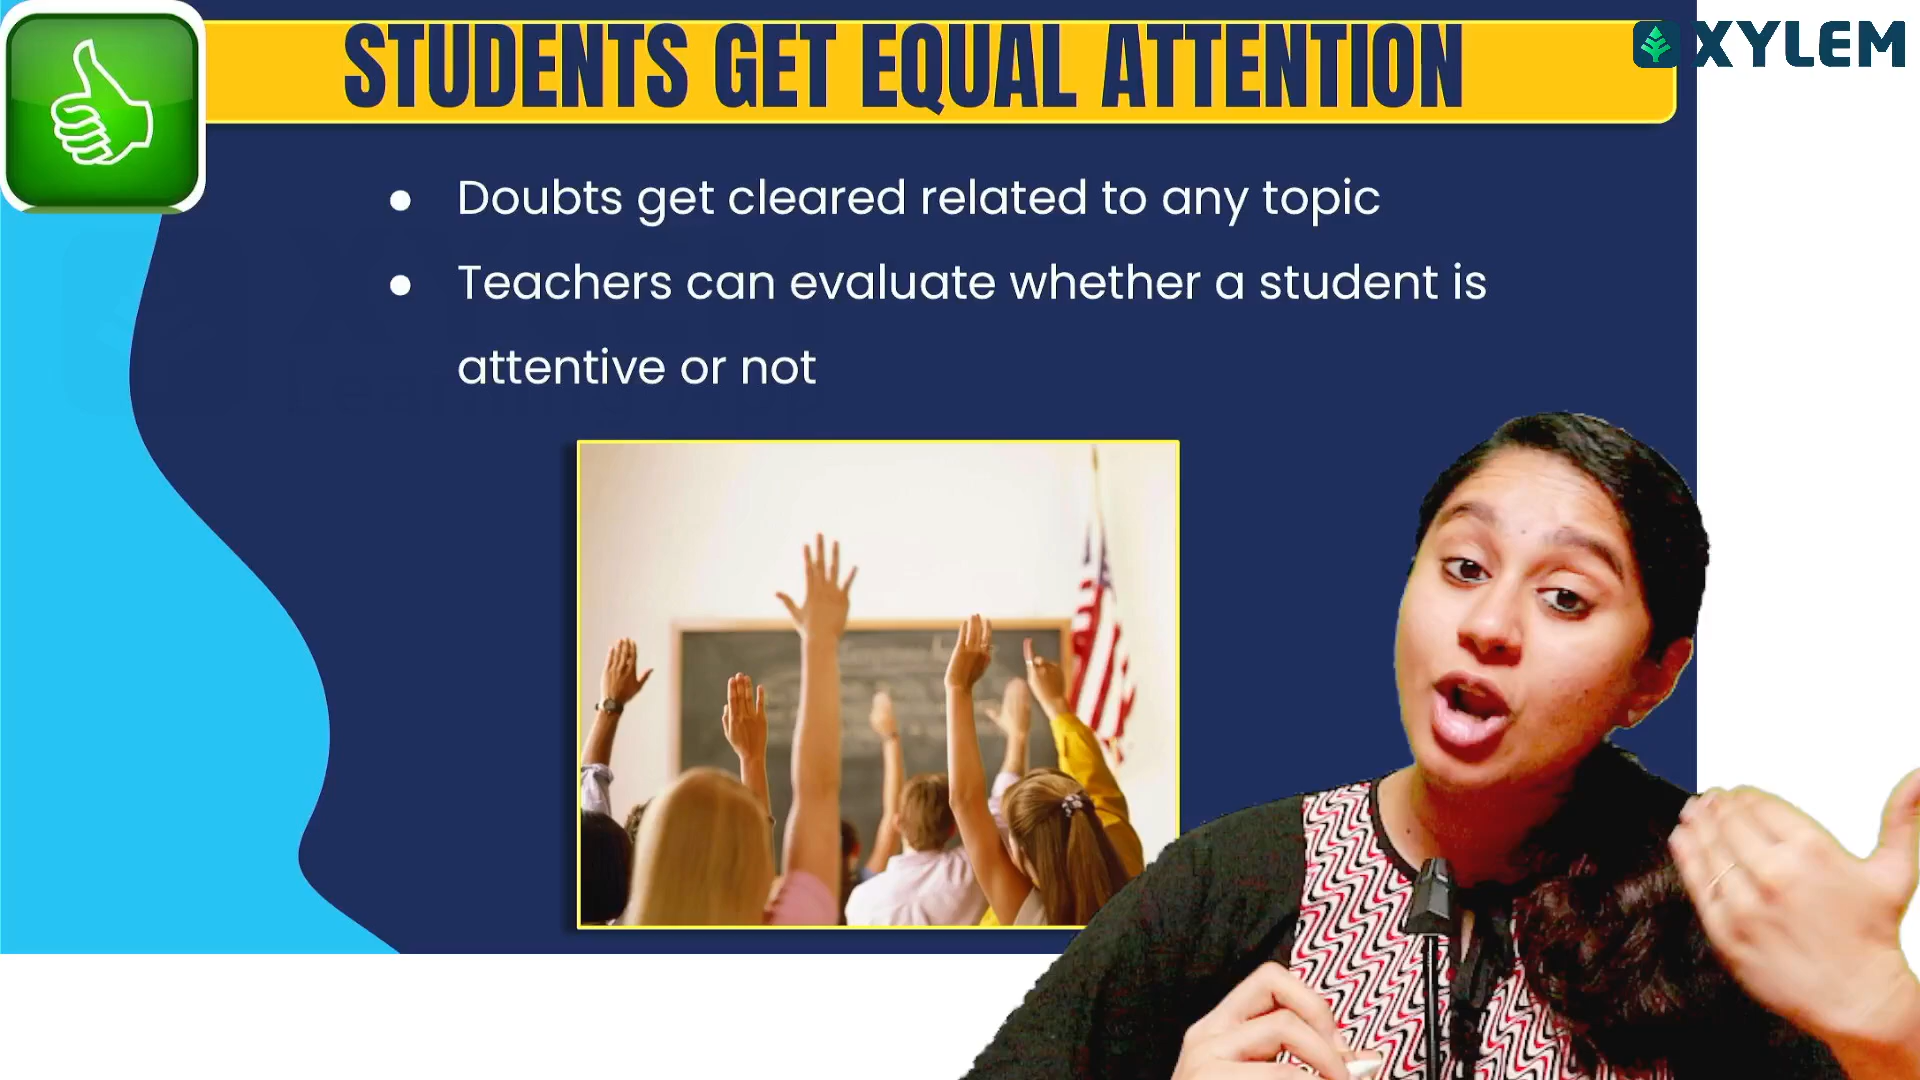 STUDENTS GET EQUAL ATTENTION
XYLEM
● Doubts get cleared related to any topic
● Teachers can evaluate whether a student is
attentive or not